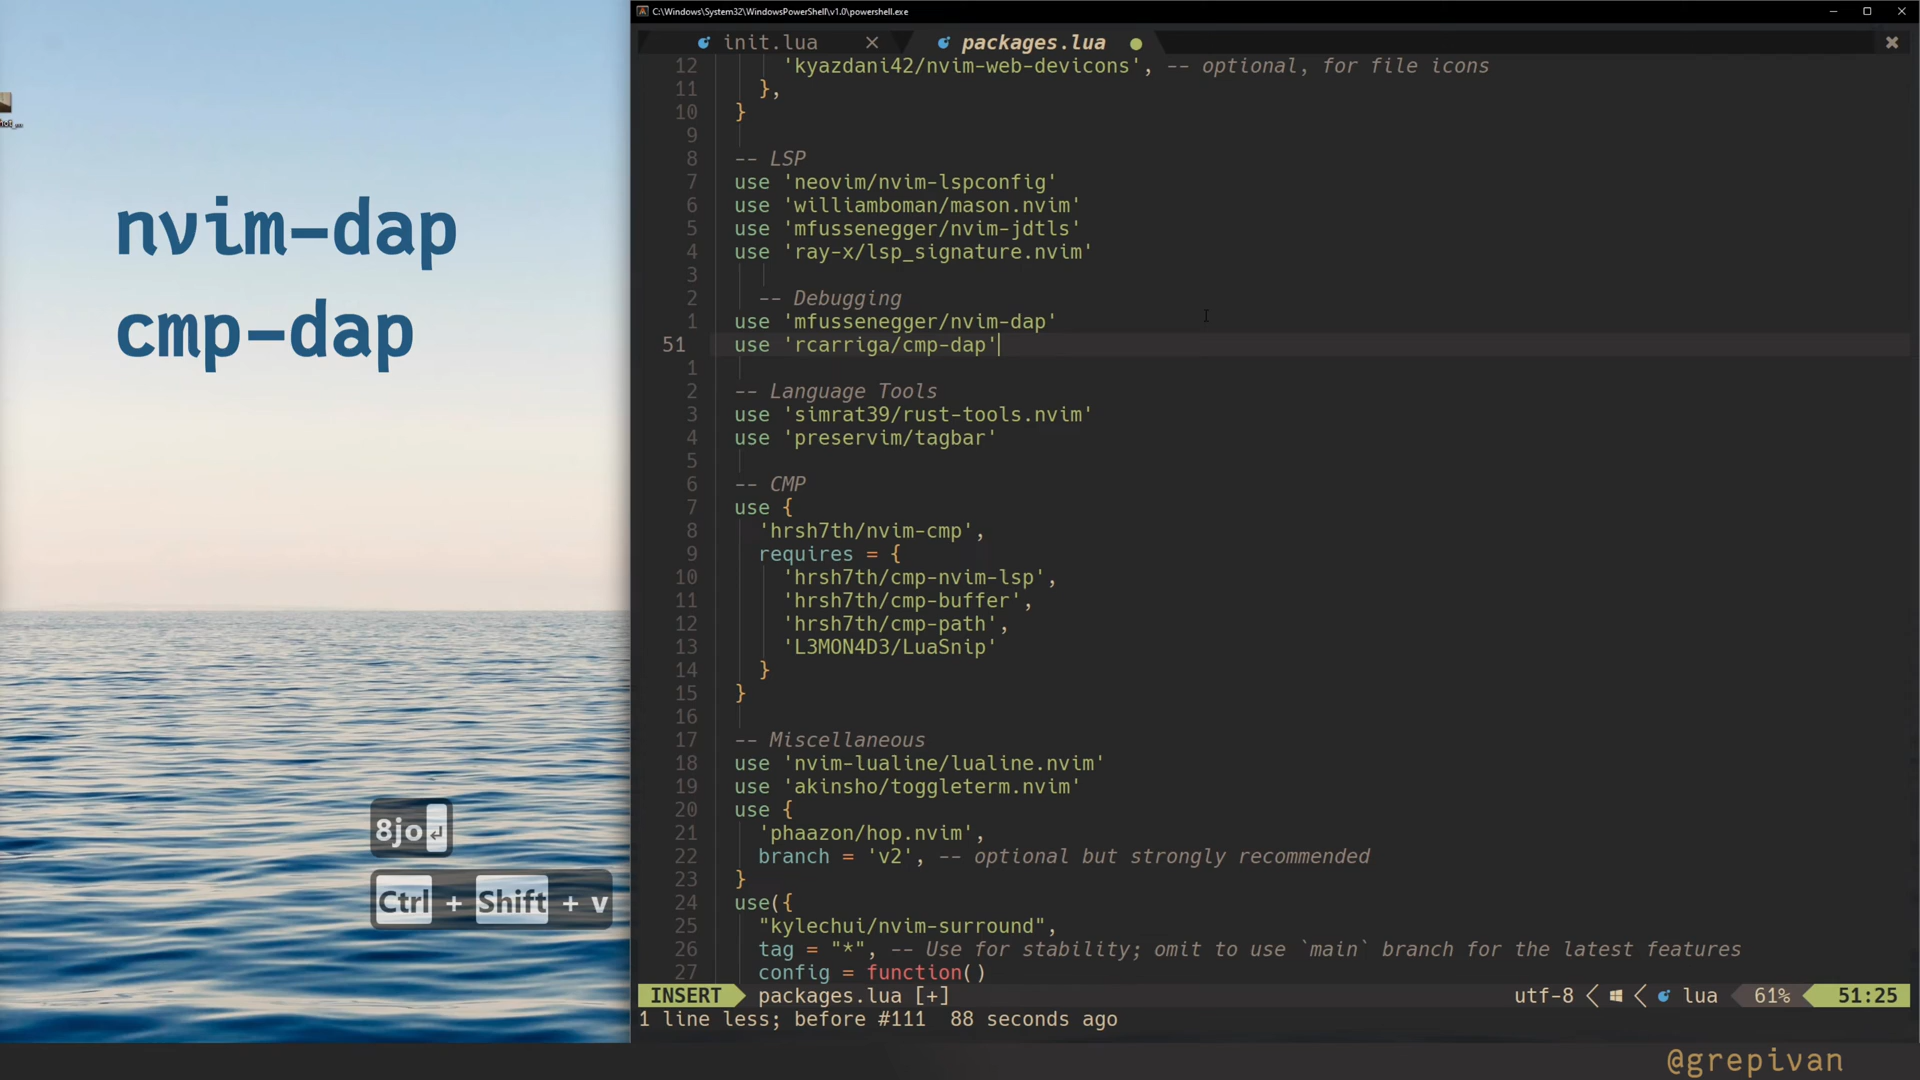 C:\Windows\System32\WindowsPowerShell\v1.0\powershell.exe
init.lua
packages.lua
12 'kyazdani42/nvim-web-devicons', -- optional, for file icons
11 },
10 }
9
8 -- LSP
7 use 'neovim/nvim-lspconfig'
6 use 'williamboman/mason.nvim'
5 use 'mfussenegger/nvim-jdtls'
4 use 'ray-x/lsp_signature.nvim'
3
2 -- Debugging
1 use 'mfussenegger/nvim-dap'
51 use 'rcarriga/cmp-dap'
1
2 -- Language Tools
3 use 'simrat39/rust-tools.nvim'
4 use 'preservim/tagbar'
5
6 -- CMP
7 use {
8 'hrsh7th/nvim-cmp',
9 requires = {
10 'hrsh7th/cmp-nvim-lsp',
11 'hrsh7th/cmp-buffer',
12 'hrsh7th/cmp-path',
13 'L3MON4D3/LuaSnip'
14 }
15 }
16
17 -- Miscellaneous
18 use 'nvim-lualine/lualine.nvim'
19 use 'akinsho/toggleterm.nvim'
20 use {
21 'phaazon/hop.nvim',
22 branch = 'v2', -- optional but strongly recommended
23 }
24 use({
25 "kylechui/nvim-surround",
26 tag = "*", -- Use for stability; omit to use `main` branch for the latest features
27 config = function()
INSERT packages.lua [+] utf-8 lua 61% 51:25
1 line less; before #111 88 seconds ago
nvim-dap
cmp-dap
8jo↵
Ctrl + Shift + v
@grepivan